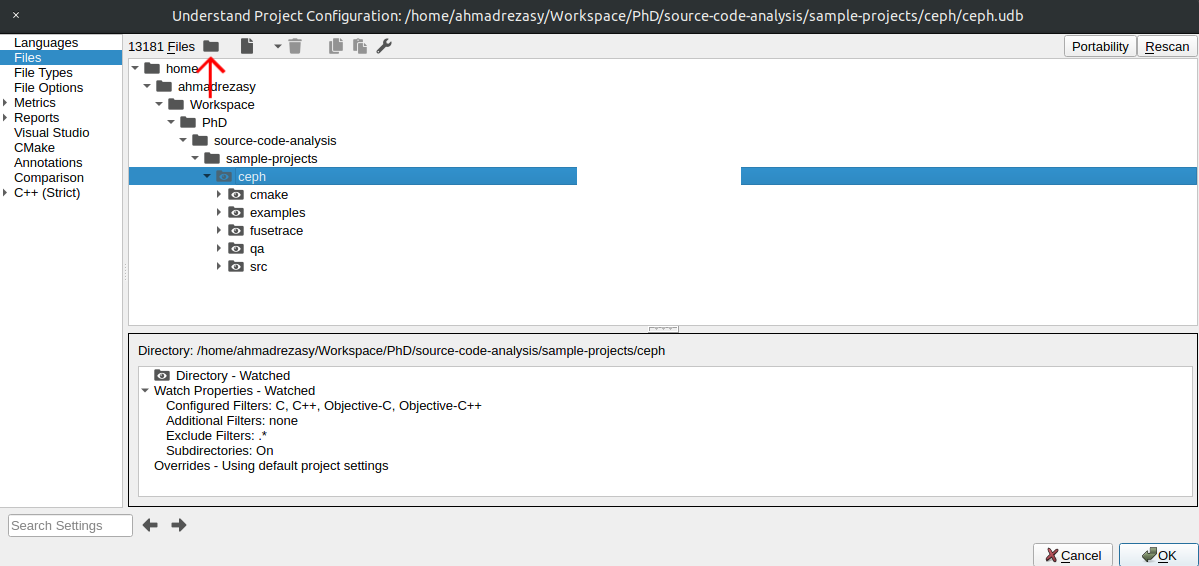 × Understand Project Configuration: /home/ahmadrezasy/Workspace/PhD/source-code-analysis/sample-projects/ceph/ceph.udb
Languages
Files
File Types
File Options
Metrics
Reports
Visual Studio
CMake
Annotations
Comparison
C++ (Strict)
13181 Files
Portability
Rescan
home
ahmadrezasy
Workspace
PhD
source-code-analysis
sample-projects
ceph
cmake
examples
fusetrace
qa
src
Directory: /home/ahmadrezasy/Workspace/PhD/source-code-analysis/sample-projects/ceph
Directory - Watched
Watch Properties - Watched
Configured Filters: C, C++, Objective-C, Objective-C++
Additional Filters: none
Exclude Filters: .*
Subdirectories: On
Overrides - Using default project settings
Search Settings
Cancel
OK